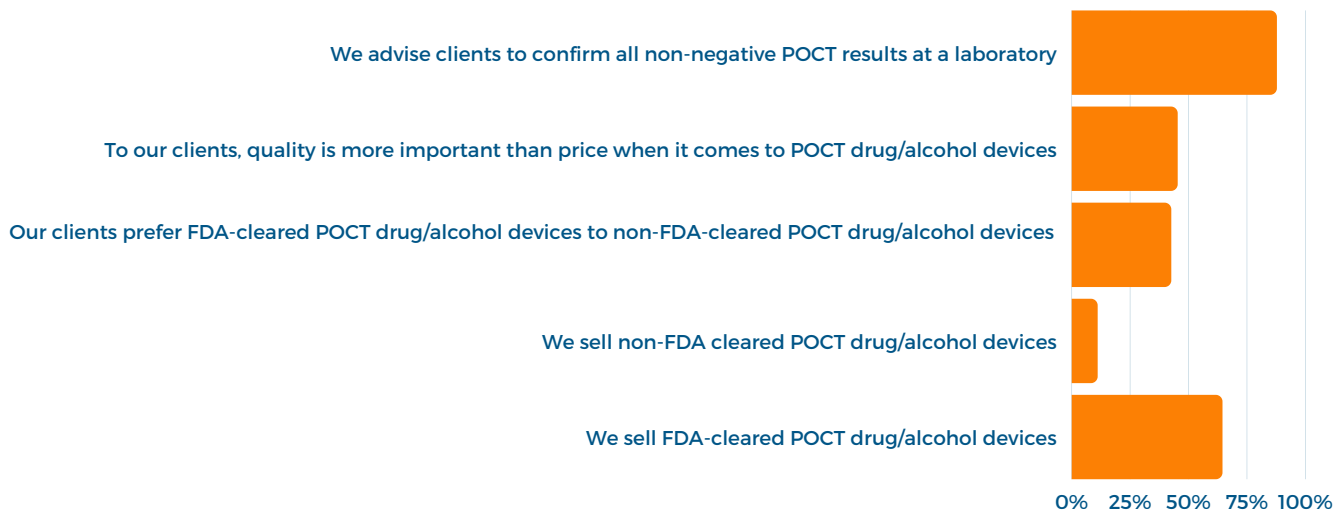 We advise clients to confirm all non-negative POCT results at a laboratory
To our clients, quality is more important than price when it comes to POCT drug/alcohol devices
Our clients prefer FDA-cleared POCT drug/alcohol devices to non-FDA-cleared POCT drug/alcohol devices
We sell non-FDA cleared POCT drug/alcohol devices
We sell FDA-cleared POCT drug/alcohol devices
0% 25% 50% 75% 100%